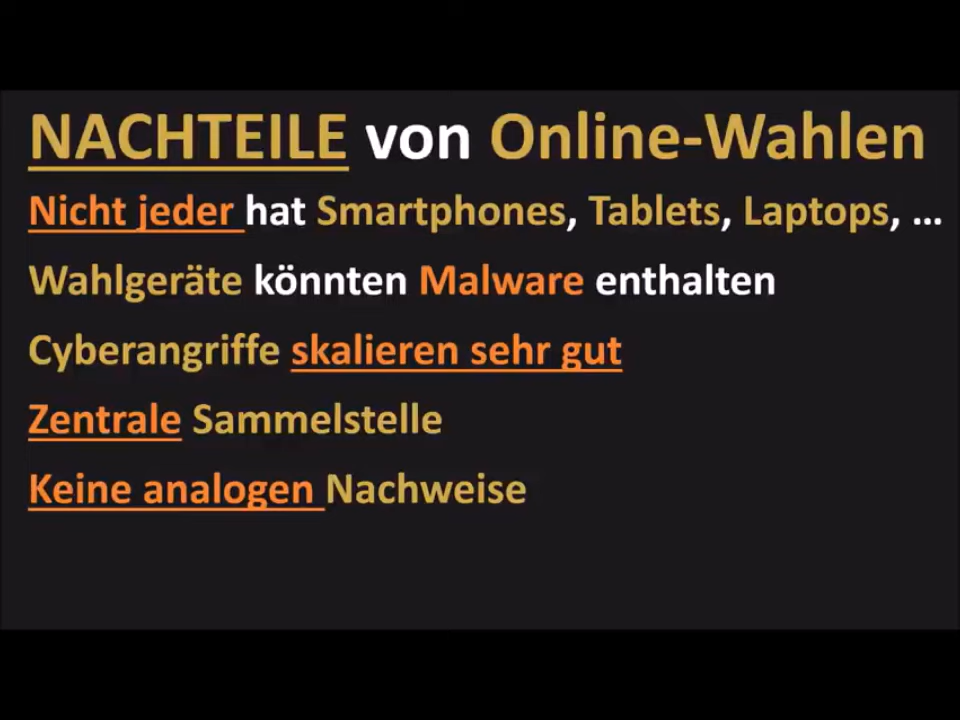 NACHTEILE von Online-Wahlen
Nicht jeder hat Smartphones, Tablets, Laptops, ...
Wahlgeräte könnten Malware enthalten
Cyberangriffe skalieren sehr gut
Zentrale Sammelstelle
Keine analogen Nachweise